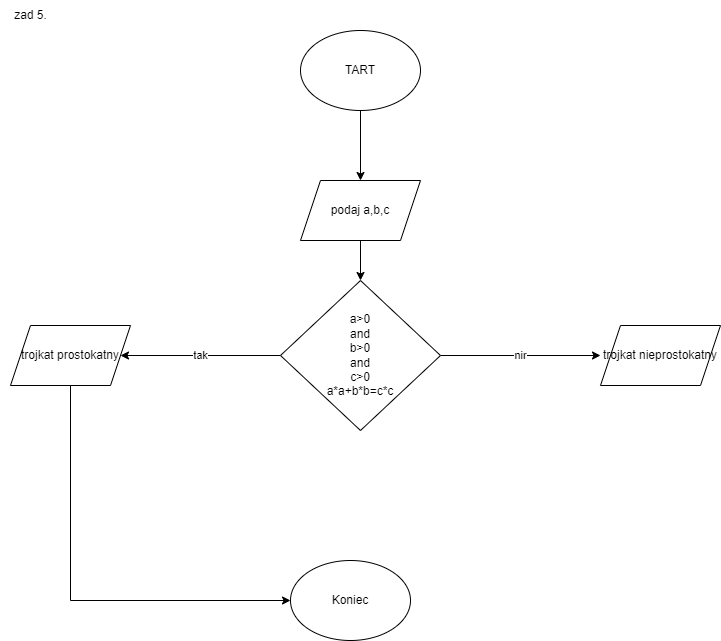 zad 5.
TART
podaj a,b,c
a>0
and
b>0
and
c>0
a*a+b*b=c*c
trojkat prostokatny
tak
nir
trojkat nieprostokatny
Koniec